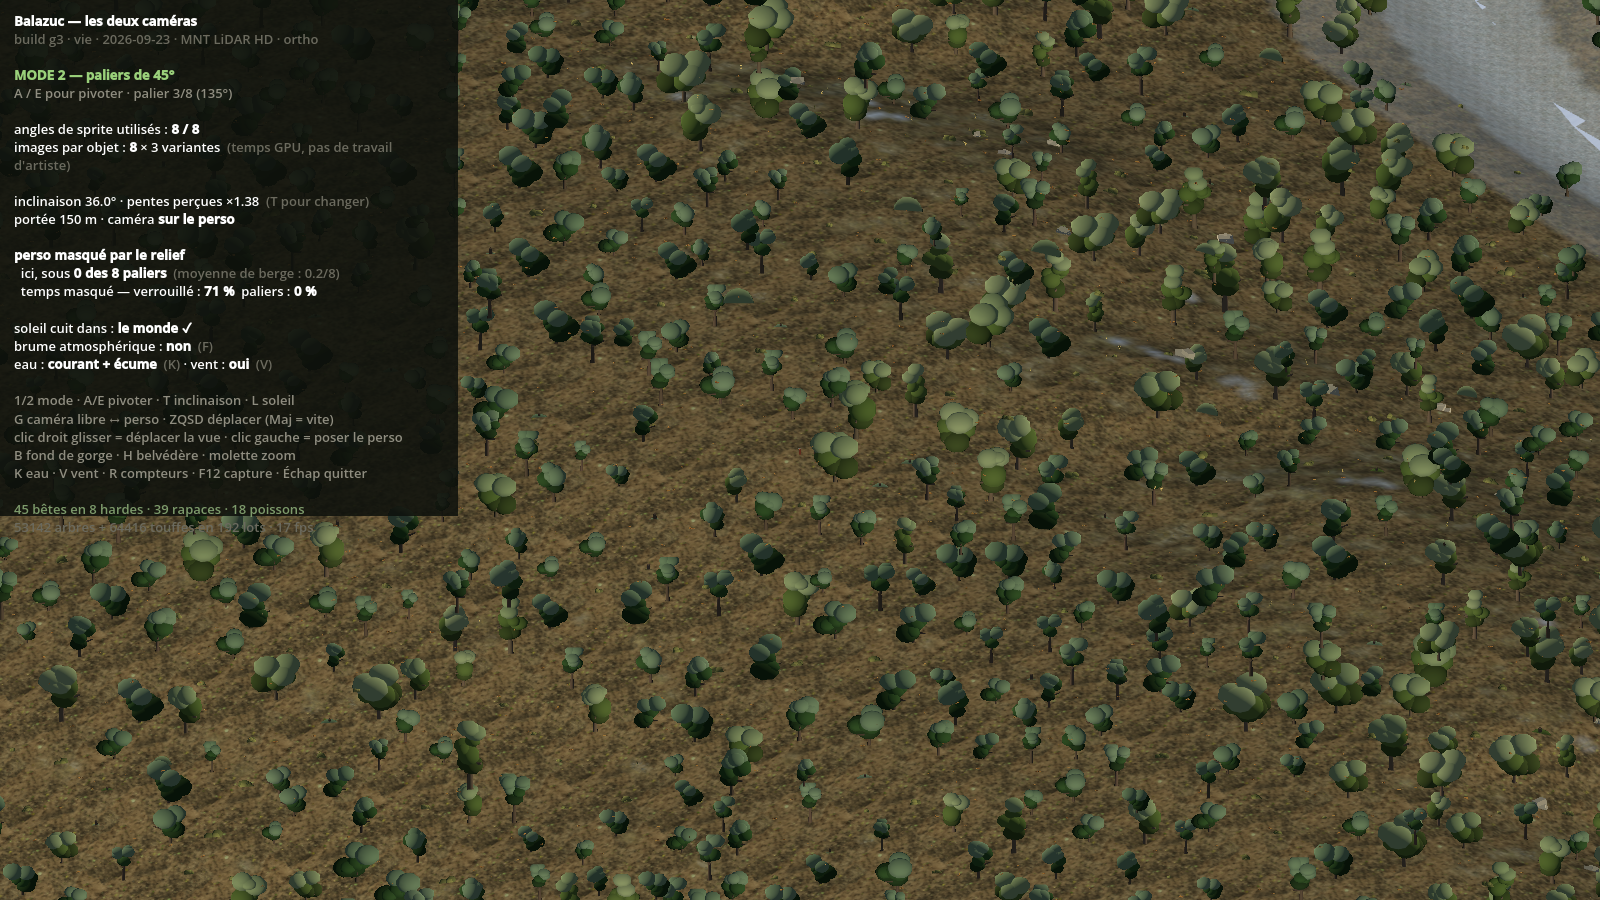 Balazuc — les deux caméras
build g3 · vie · 2026-09-23 · MNT LiDAR HD · ortho
MODE 2 — paliers de 45°
A / E pour pivoter · palier 3/8 (135°)
angles de sprite utilisés : 8 / 8
images par objet : 8 × 3 variantes (temps GPU, pas de travail
d'artiste)
inclinaison 36.0° · pentes perçues ×1.38 (T pour changer)
portée 150 m · caméra sur le perso
perso masqué par le relief
ici, sous 0 des 8 paliers (moyenne de berge : 0.2/8)
temps masqué — verrouillé : 71 % paliers : 0 %
soleil cuit dans : le monde ✓
brume atmosphérique : non (F)
eau : courant + écume (K) · vent : oui (V)
1/2 mode · A/E pivoter · T inclinaison · L soleil
G caméra libre ↔ perso · ZQSD déplacer (Maj = vite)
clic droit glisser = déplacer la vue · clic gauche = poser le perso
B fond de gorge · H belvédère · molette zoom
K eau · V vent · R compteurs · F12 capture · Échap quitter
45 bêtes en 8 hardes · 39 rapaces · 18 poissons
arbres touffes en 192 lots · 17 fps